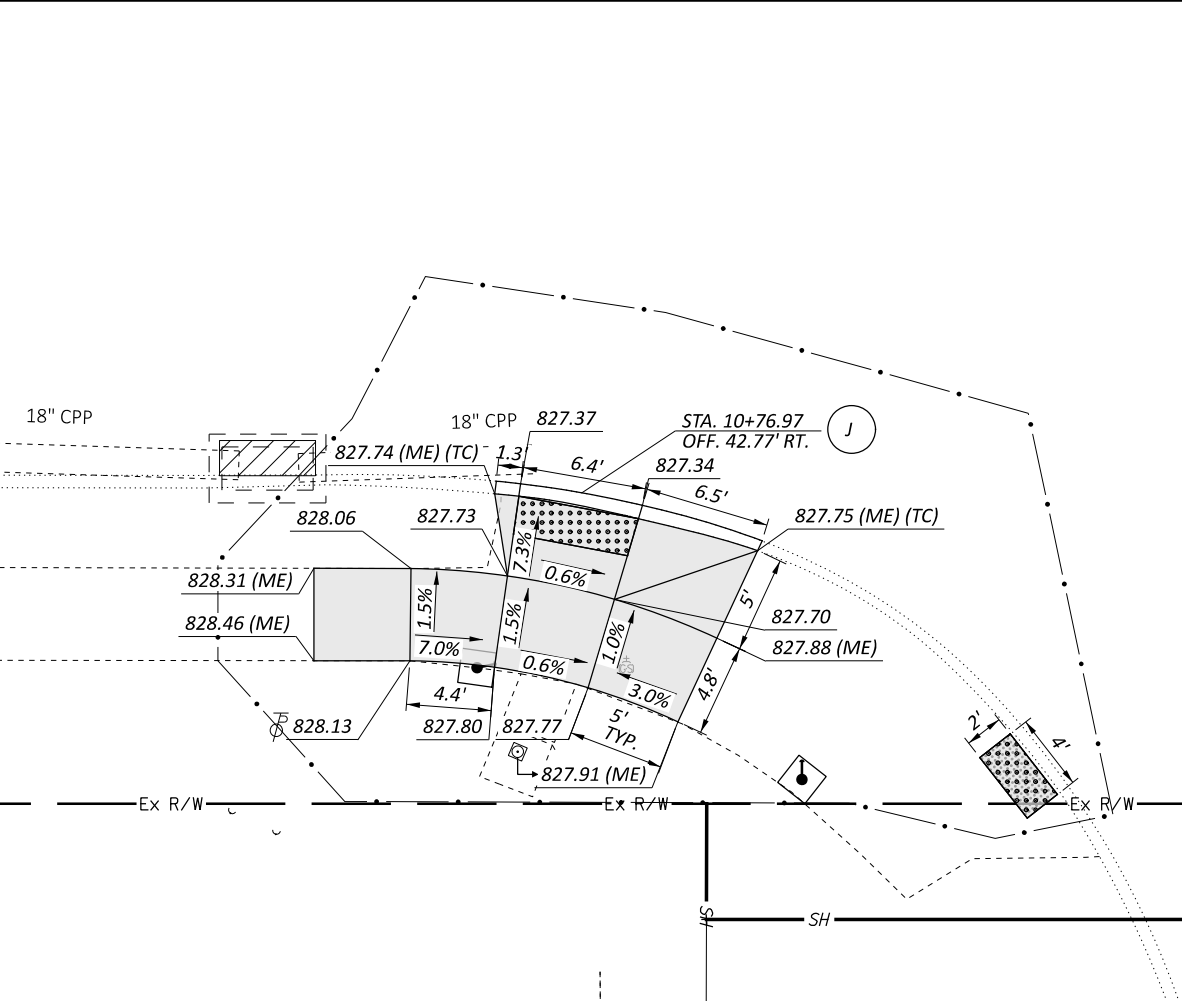 18" CPP
18" CPP
827.37
STA. 10+76.97
OFF. 42.77' RT.
J
827.74 (ME) (TC)
1.3'
6.4'
827.34
6.5'
828.06
827.73
827.75 (ME) (TC)
7.3%
0.6%
828.31 (ME)
1.5%
1.5%
5'
828.46 (ME)
7.0%
0.6%
1.0%
827.70
827.88 (ME)
3.0%
4.8'
4.4'
828.13
827.80
827.77
5'
TYP.
2'
4'
827.91 (ME)
Ex R/W
Ex R/W
Ex R/W
SH
SH